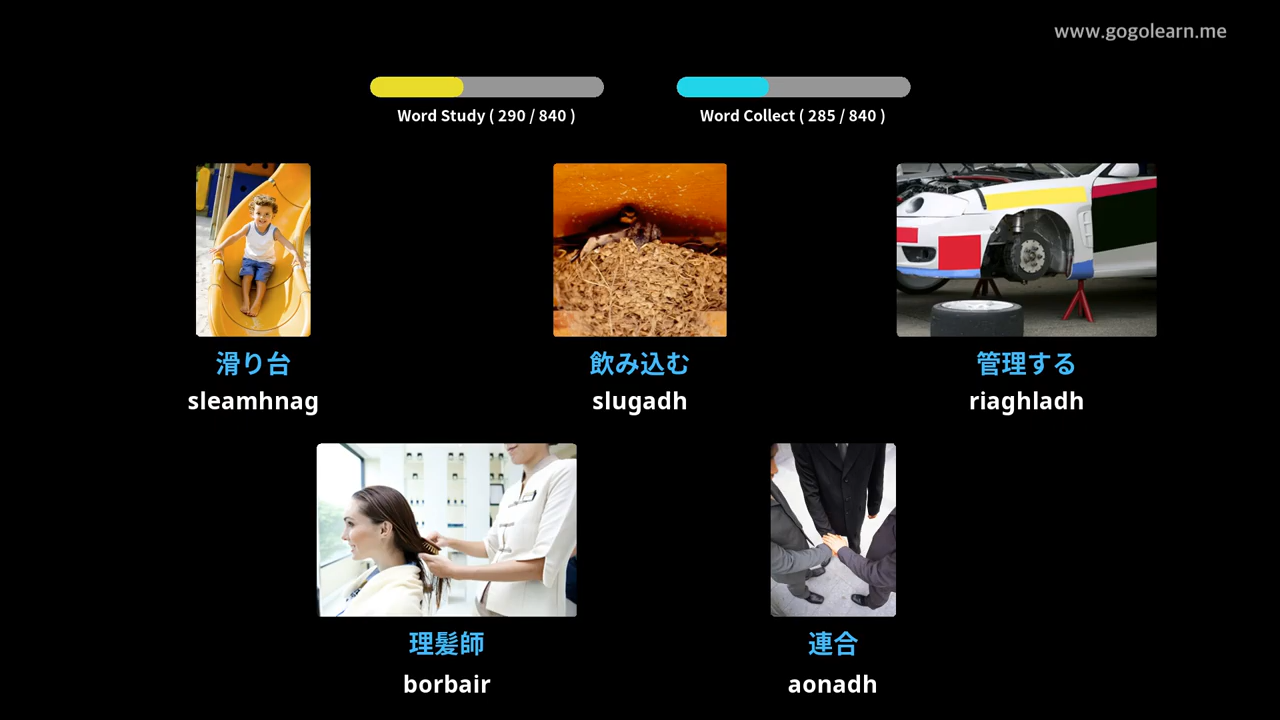 www.gogolearn.me
Word Study ( 290 / 840 )
Word Collect ( 285 / 840 )
滑り台
sleamhnag
飲み込む
slugadh
管理する
riaghladh
理髪師
borbair
連合
aonadh